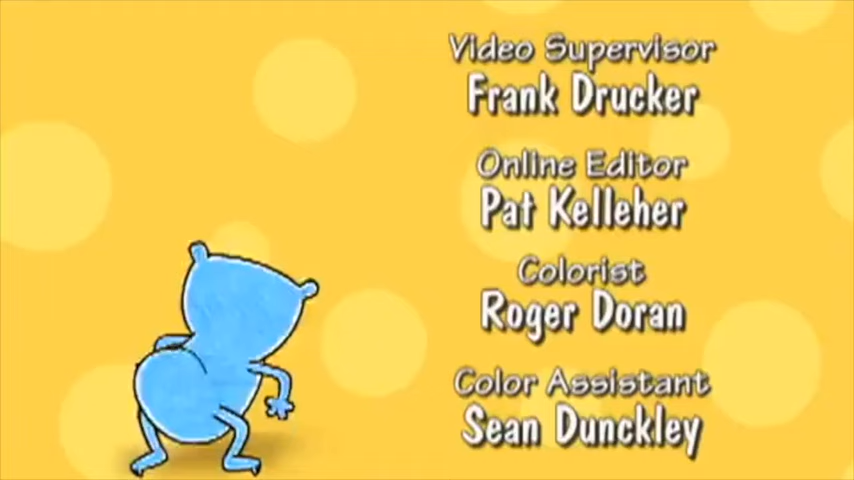 Video Supervisor
Frank Drucker
Online Editor
Pat Kelleher
Colorist
Roger Doran
Color Assistant
Sean Dunckley